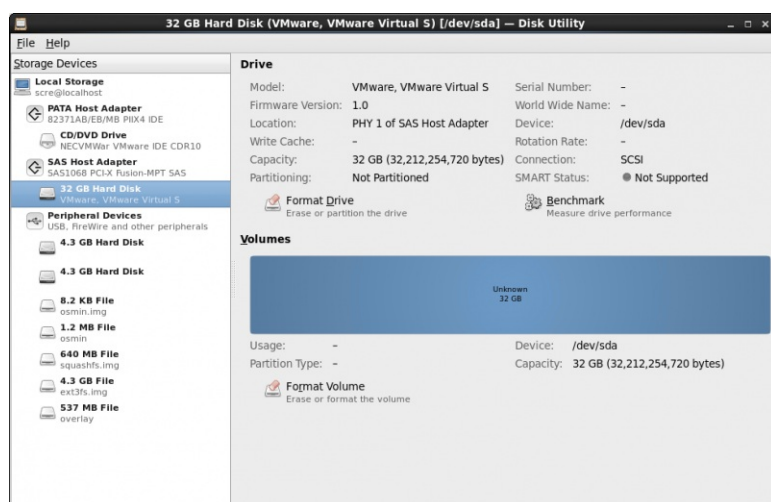 32 GB Hard Disk (VMware, VMware Virtual S) [/dev/sda] — Disk Utility
File Help
Storage Devices
Local Storage
scre@localhost
PATA Host Adapter
82371AB/EB/MB PIIX4 IDE
CD/DVD Drive
NECVMWar VMware IDE CDR10
SAS Host Adapter
SAS1068 PCI-X Fusion-MPT SAS
32 GB Hard Disk
VMware, VMware Virtual S
Peripheral Devices
USB, FireWire and other peripherals
4.3 GB Hard Disk
4.3 GB Hard Disk
8.2 KB File
osmin.img
1.2 MB File
osmin
640 MB File
squashfs.img
4.3 GB File
ext3fs.img
537 MB File
overlay
Drive
Model: VMware, VMware Virtual S Serial Number: –
Firmware Version: 1.0 World Wide Name: –
Location: PHY 1 of SAS Host Adapter Device: /dev/sda
Write Cache: – Rotation Rate: –
Capacity: 32 GB (32,212,254,720 bytes) Connection: SCSI
Partitioning: Not Partitioned SMART Status: Not Supported
Format Drive Benchmark
Erase or partition the drive Measure drive performance
Volumes
Unknown
32 GB
Usage: – Device: /dev/sda
Partition Type: – Capacity: 32 GB (32,212,254,720 bytes)
Format Volume
Erase or format the volume